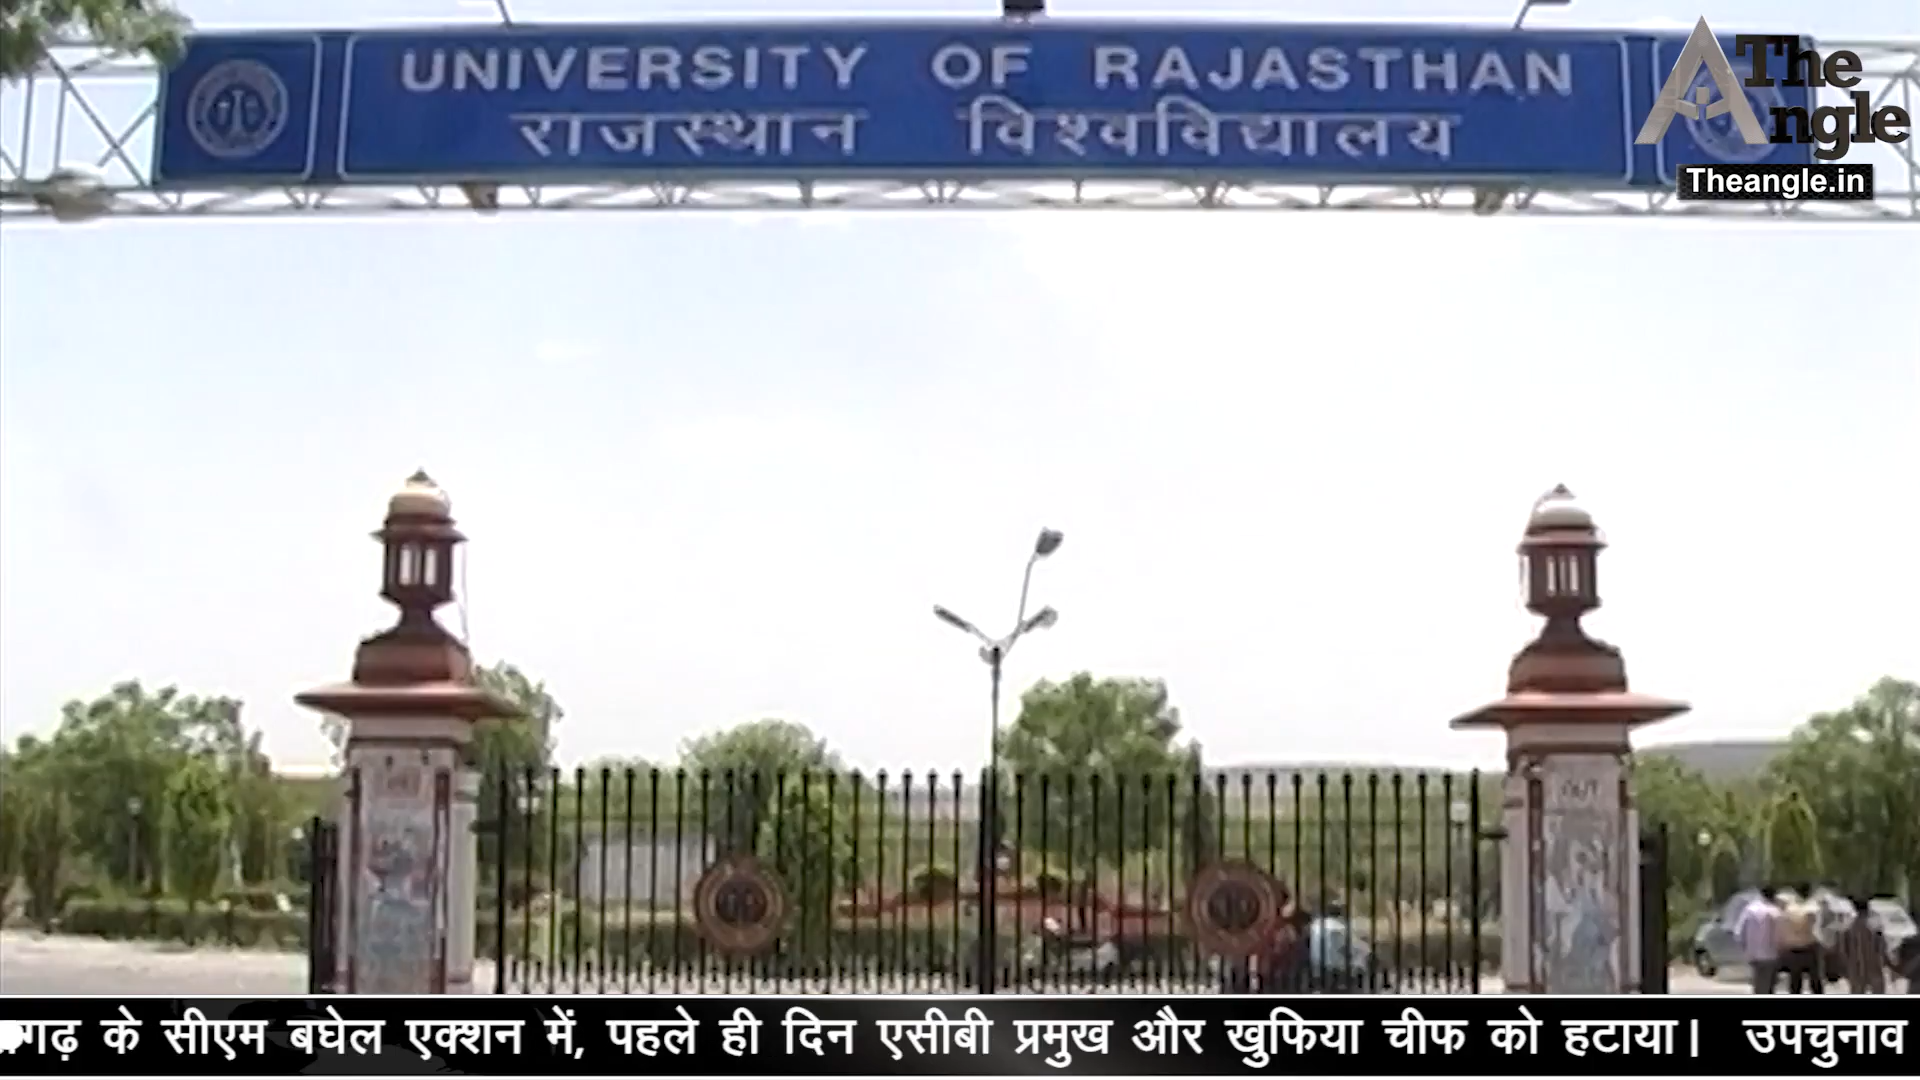 UNIVERSITY OF RAJASTHAN
राजस्थान विश्वविद्यालय
The Angle
Theangle.in
गढ़ के सीएम बघेल एक्शन में, पहले ही दिन एसीबी प्रमुख और खुफिया चीफ को हटाया| उपचुनाव